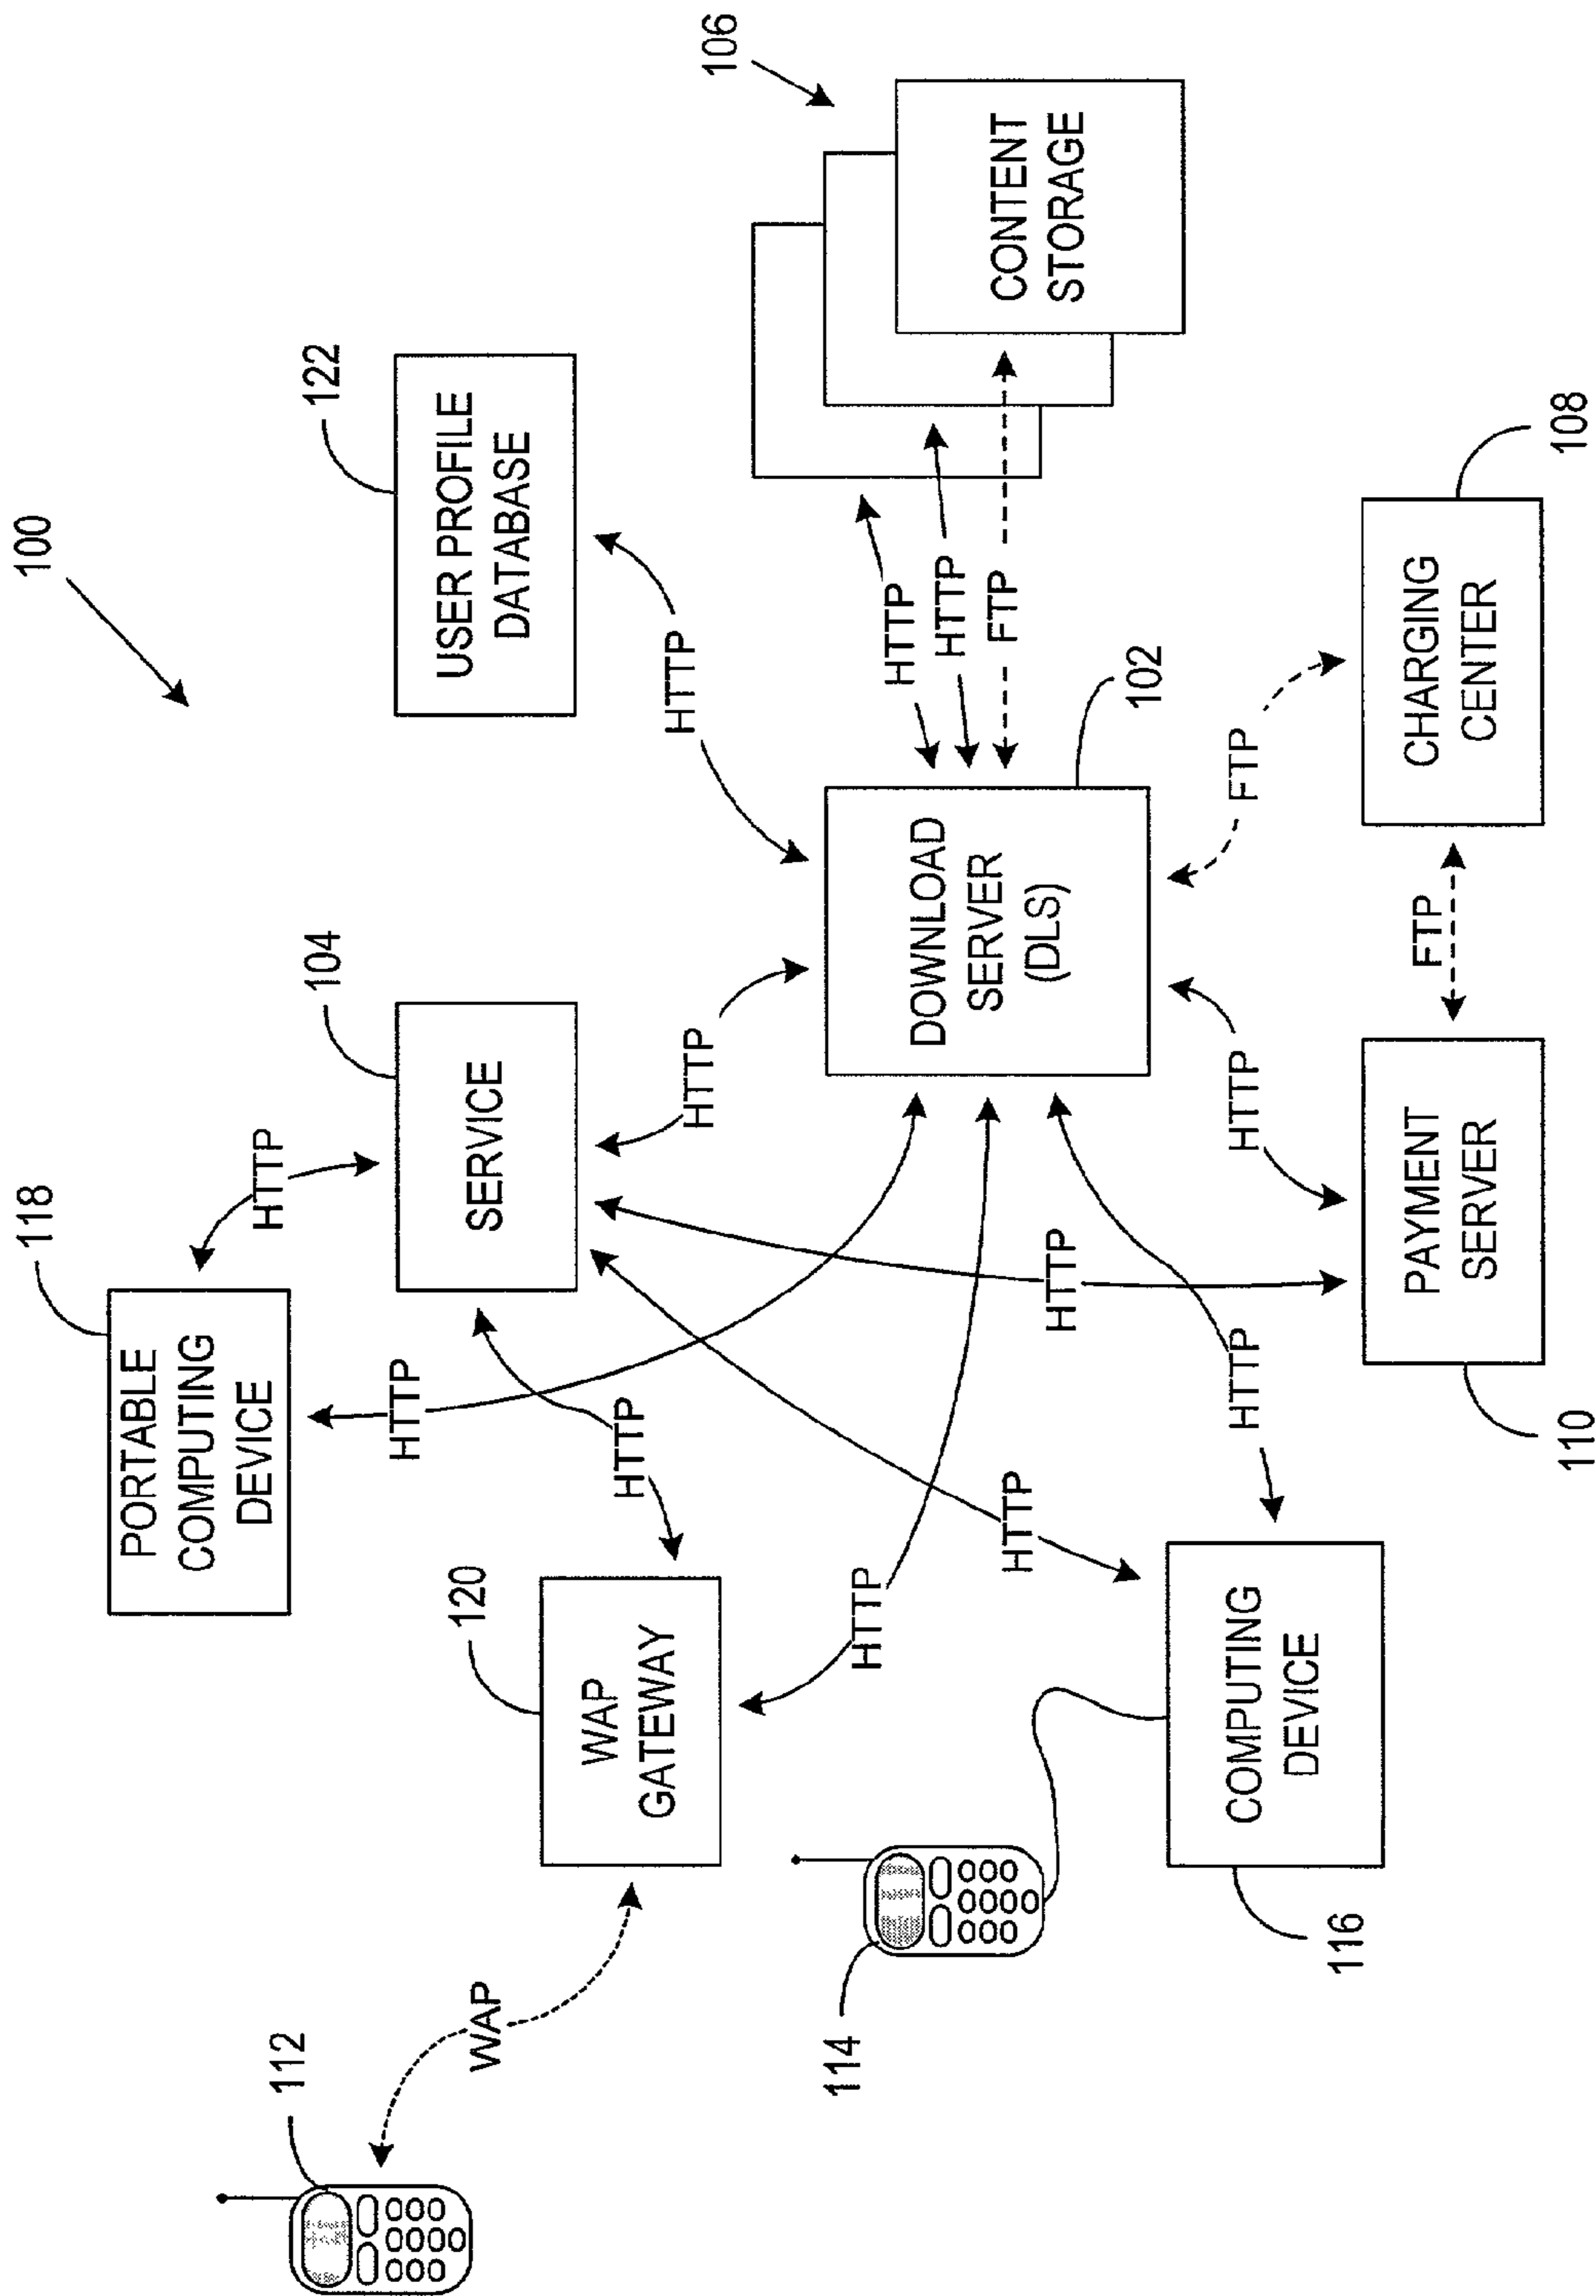 100
118
PORTABLE
COMPUTING
DEVICE
HTTP
104
SERVICE
122
USER PROFILE
DATABASE
HTTP
HTTP
HTTP
112
WAP
120
WAP
GATEWAY
HTTP
HTTP
106
CONTENT
STORAGE
HTTP
HTTP
FTP
102
DOWNLOAD
SERVER
(DLS)
114
HTTP
HTTP
HTTP
HTTP
FTP
116
COMPUTING
DEVICE
110
PAYMENT
SERVER
FTP
108
CHARGING
CENTER